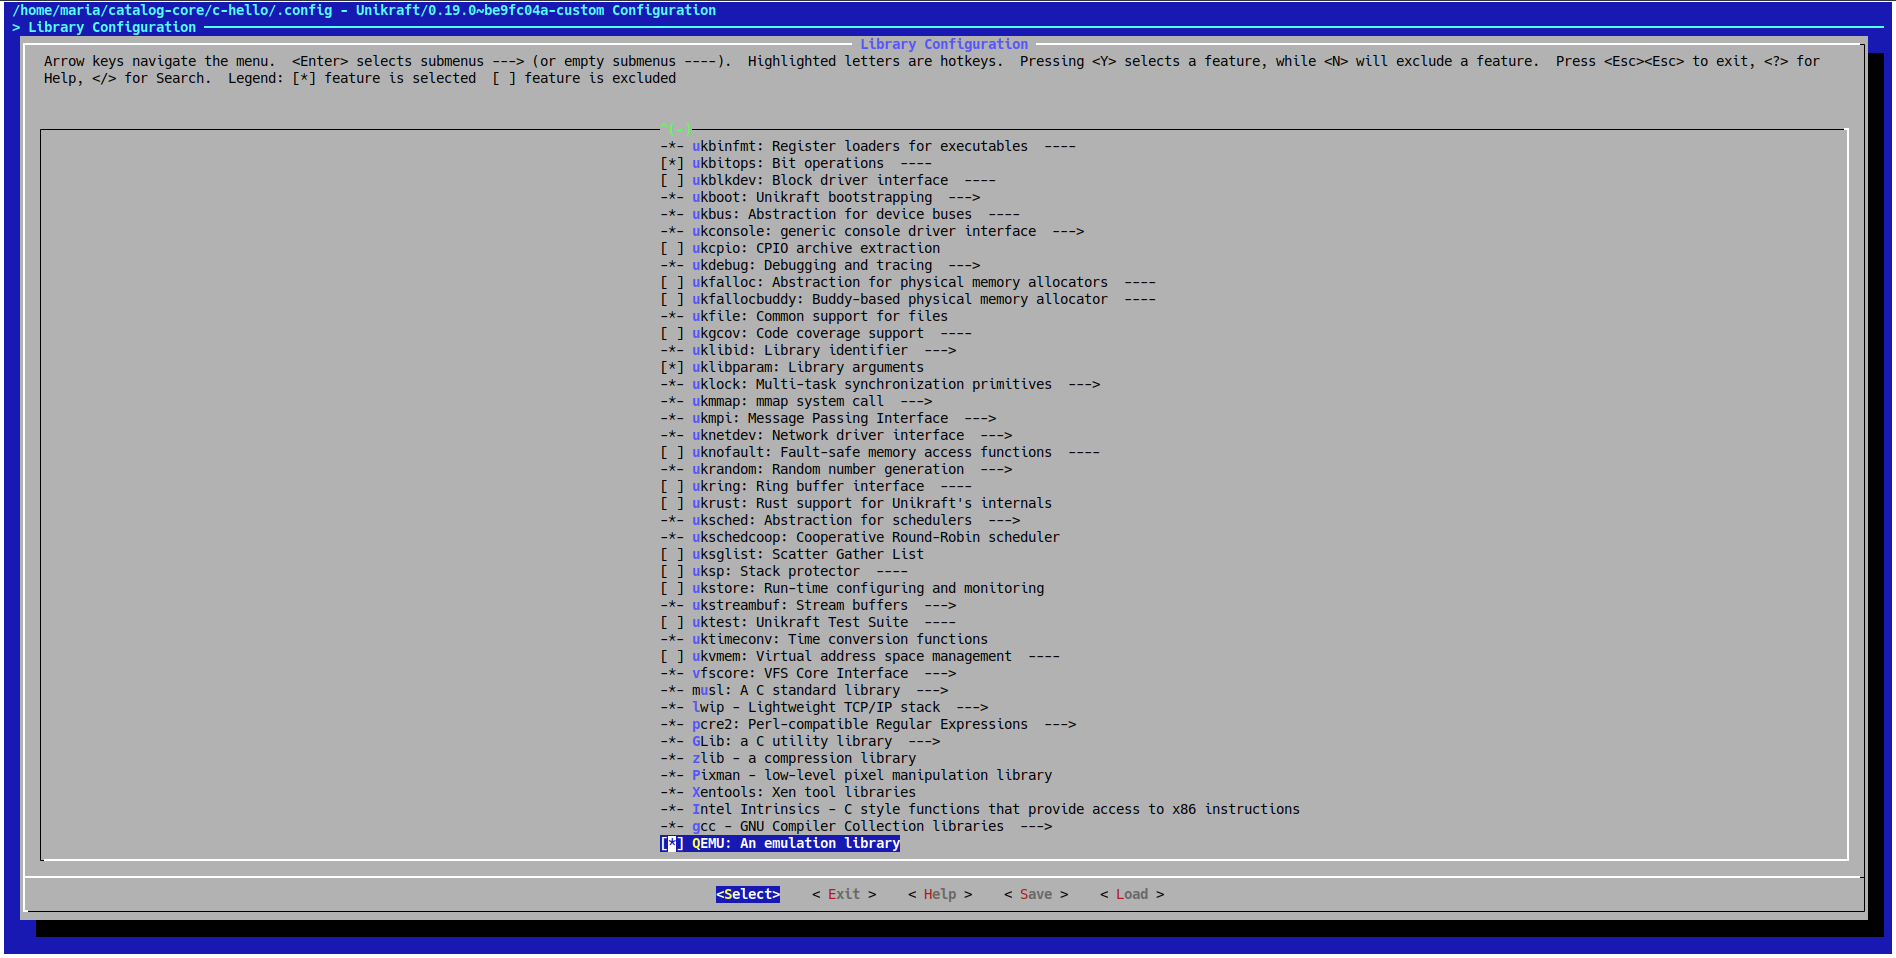 /home/maria/catalog-core/c-hello/.config - Unikraft/0.19.0~be9fc04a-custom Configuration
> Library Configuration
Library Configuration
Arrow keys navigate the menu.  <Enter> selects submenus ---> (or empty submenus ----).  Highlighted letters are hotkeys.  Pressing <Y> selects a feature, while <N> will exclude a feature.  Press <Esc><Esc> to exit, <?> for
Help, </> for Search.  Legend: [*] feature is selected  [ ] feature is excluded
^(-)
-*- ukbinfmt: Register loaders for executables  ----
[*] ukbitops: Bit operations  ----
[ ] ukblkdev: Block driver interface  ----
-*- ukboot: Unikraft bootstrapping  --->
-*- ukbus: Abstraction for device buses  ----
-*- ukconsole: generic console driver interface  --->
[ ] ukcpio: CPIO archive extraction
-*- ukdebug: Debugging and tracing  --->
[ ] ukfalloc: Abstraction for physical memory allocators  ----
[ ] ukfallocbuddy: Buddy-based physical memory allocator  ----
-*- ukfile: Common support for files
[ ] ukgcov: Code coverage support  ----
-*- uklibid: Library identifier  --->
[*] uklibparam: Library arguments
-*- uklock: Multi-task synchronization primitives  --->
-*- ukmmap: mmap system call  --->
-*- ukmpi: Message Passing Interface  --->
-*- uknetdev: Network driver interface  --->
[ ] uknofault: Fault-safe memory access functions  ----
-*- ukrandom: Random number generation  --->
[ ] ukring: Ring buffer interface  ----
[ ] ukrust: Rust support for Unikraft's internals
-*- uksched: Abstraction for schedulers  --->
-*- ukschedcoop: Cooperative Round-Robin scheduler
[ ] uksglist: Scatter Gather List
[ ] uksp: Stack protector  ----
[ ] ukstore: Run-time configuring and monitoring
-*- ukstreambuf: Stream buffers  --->
[ ] uktest: Unikraft Test Suite  ----
-*- uktimeconv: Time conversion functions
[ ] ukvmem: Virtual address space management  ----
-*- vfscore: VFS Core Interface  --->
-*- musl: A C standard library  --->
-*- lwip - Lightweight TCP/IP stack  --->
-*- pcre2: Perl-compatible Regular Expressions  --->
-*- GLib: a C utility library  --->
-*- zlib - a compression library
-*- Pixman - low-level pixel manipulation library
-*- Xentools: Xen tool libraries
-*- Intel Intrinsics - C style functions that provide access to x86 instructions
-*- gcc - GNU Compiler Collection libraries  --->
[*] QEMU: An emulation library
<Select>    < Exit >    < Help >    < Save >    < Load >